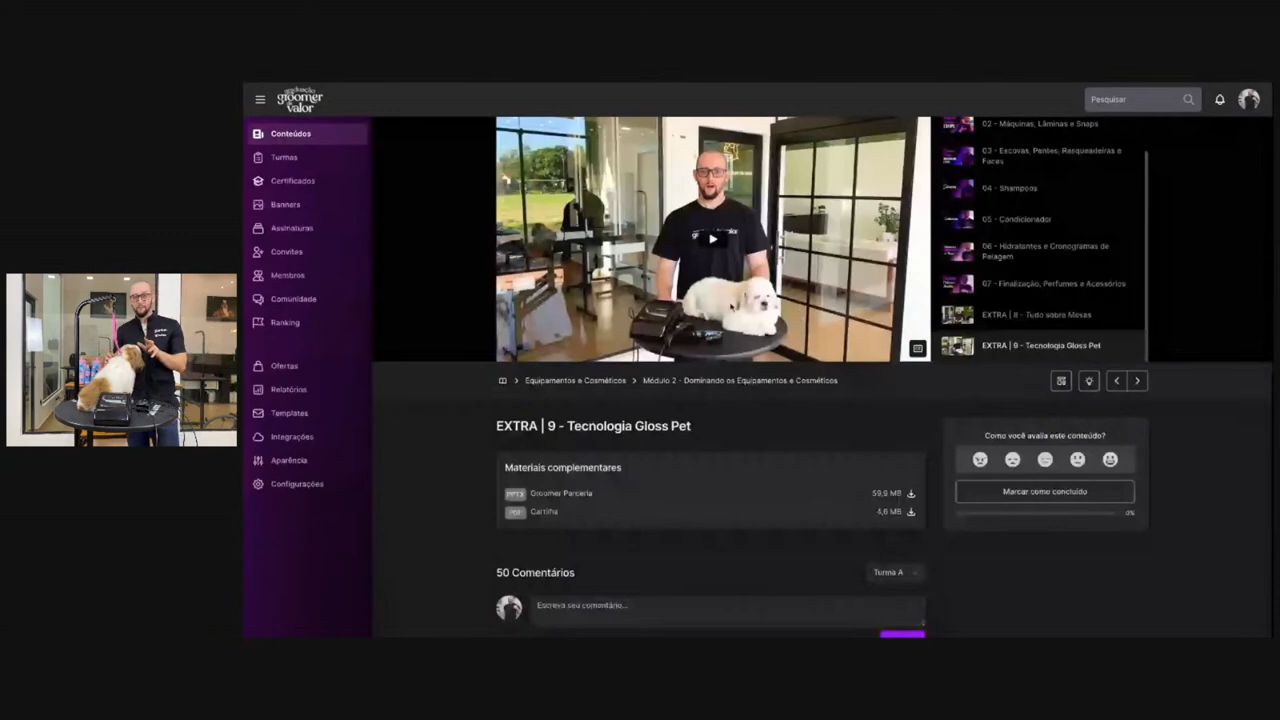 graduação
groomer
de valor
Pesquisar
Conteúdos
Turmas
Certificados
Banners
Assinaturas
Convites
Membros
Comunidade
Ranking
Ofertas
Relatórios
Templates
Integrações
Aparência
Configurações
02 - Máquinas, Lâminas e Snaps
03 - Escovas, Pentes, Rasqueadeiras e
Facas
04 - Shampoos
05 - Condicionador
06 - Hidratantes e Cronogramas de
Pelagem
07 - Finalização, Perfumes e Acessórios
EXTRA | 8 - Tudo sobre Mesas
EXTRA | 9 - Tecnologia Gloss Pet
Equipamentos e Cosméticos > Módulo 2 - Dominando os Equipamentos e Cosméticos
EXTRA | 9 - Tecnologia Gloss Pet
Materiais complementares
PPTX Groomer Parceria 59,9 MB
PDF Cartilha 4,6 MB
Como você avalia este conteúdo?
Marcar como concluído
0%
50 Comentários
Turma A
Escreva seu comentário...